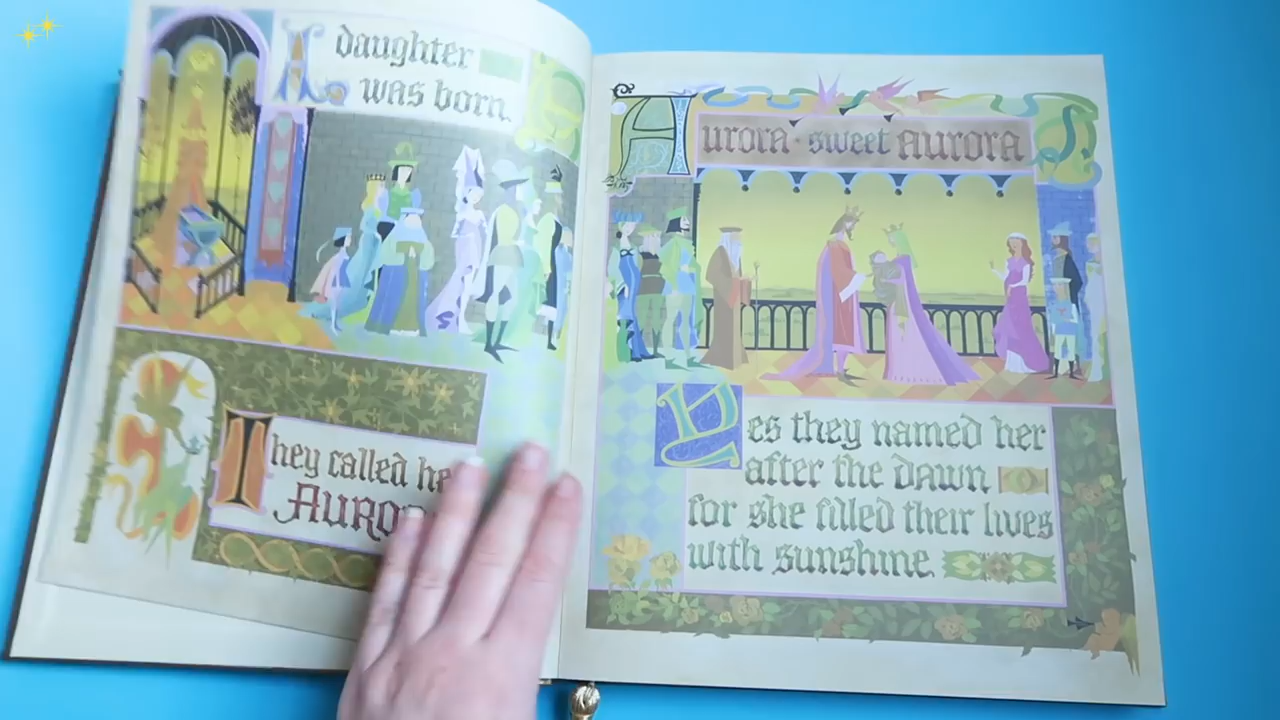 A daughter
was born.
They called he
AURO
Aurora · sweet Aurora
Yes they named her
after the dawn
for she filled their lives
with sunshine.